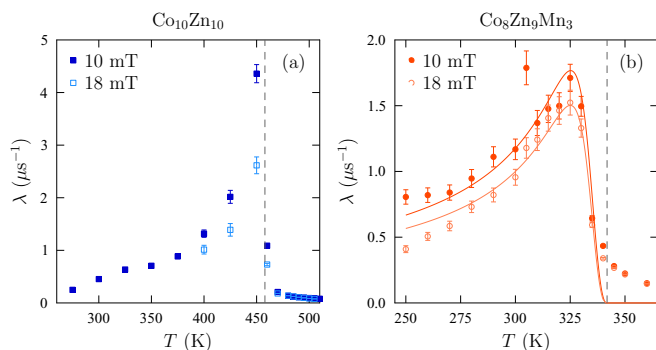 Co₁₀Zn₁₀
Co₈Zn₉Mn₃
5
4
3
2
1
0
λ (μs⁻¹)
10 mT
18 mT
(a)
300
350
400
450
500
T (K)
2.0
1.5
1.0
0.5
0.0
λ (μs⁻¹)
10 mT
18 mT
(b)
250
275
300
325
350
T (K)